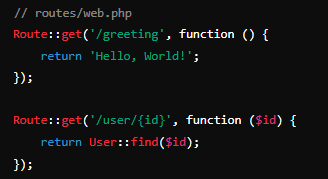 // routes/web.php
Route::get('/greeting', function () {
    return 'Hello, World!';
});

Route::get('/user/{id}', function ($id) {
    return User::find($id);
});